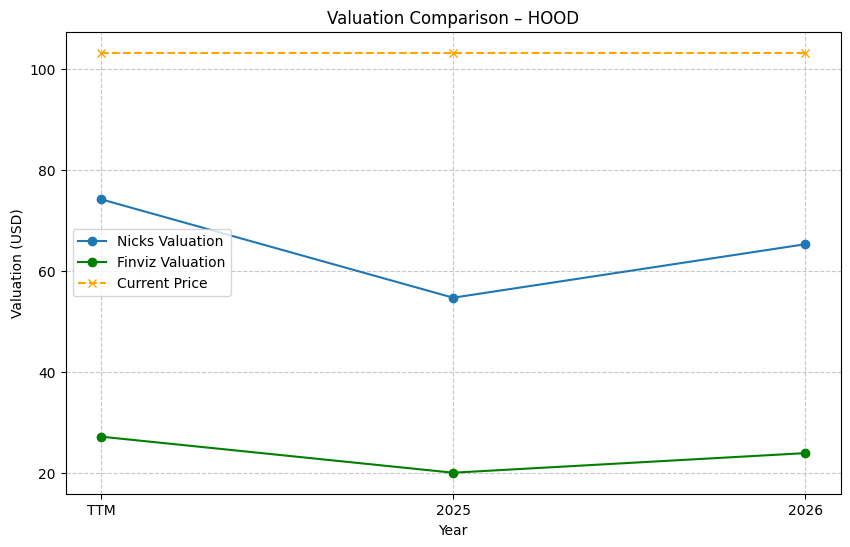 Valuation Comparison – HOOD
Valuation (USD)
100
80
60
40
20
Nicks Valuation
Finviz Valuation
Current Price
TTM
2025
2026
Year